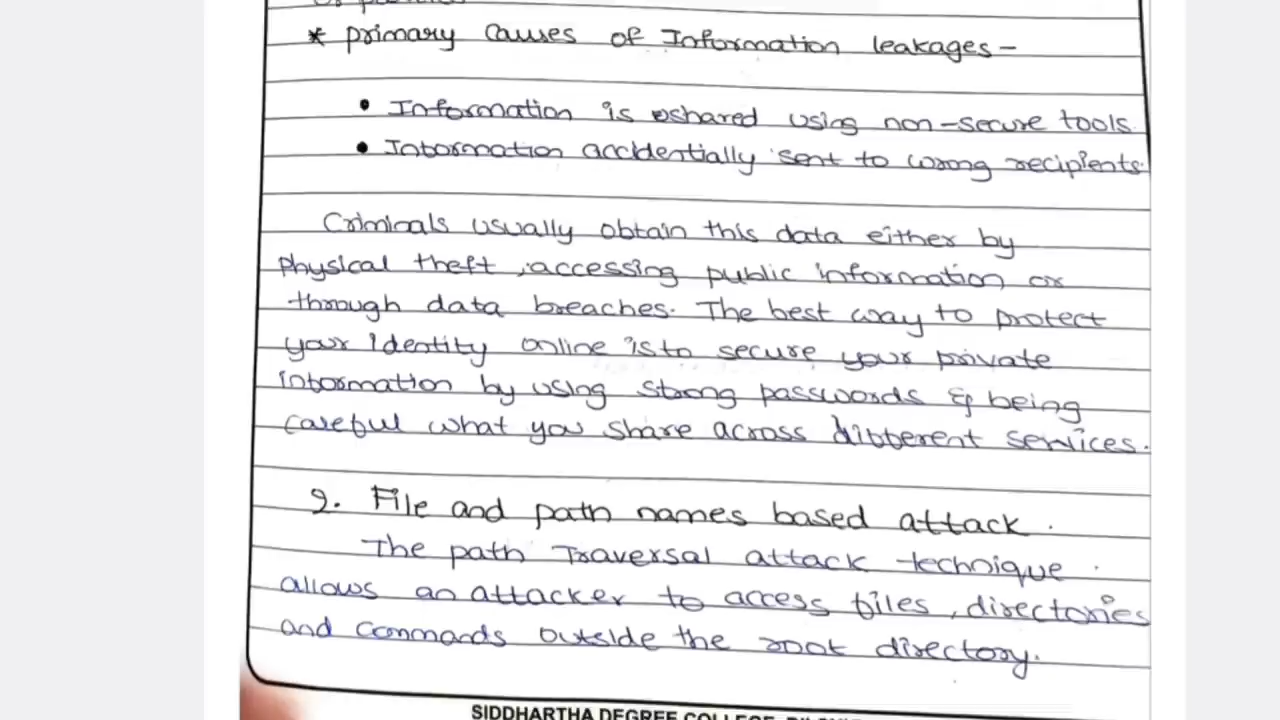 * primary Causes of Information leakages -
• Information is shared using non-secure tools.
• Information accidentially sent to wrong recipients.
Criminals usually obtain this data either by
physical theft, accessing public information or
through data breaches. The best way to protect
your Identity online is to secure your private
information by using strong passwords & being
careful what you share across different services.
2. File and path names based attack.
The path Traversal attack technique
allows an attacker to access files, directories
and commands outside the root directory.
SIDDHARTHA DEGREE COLLEGE,